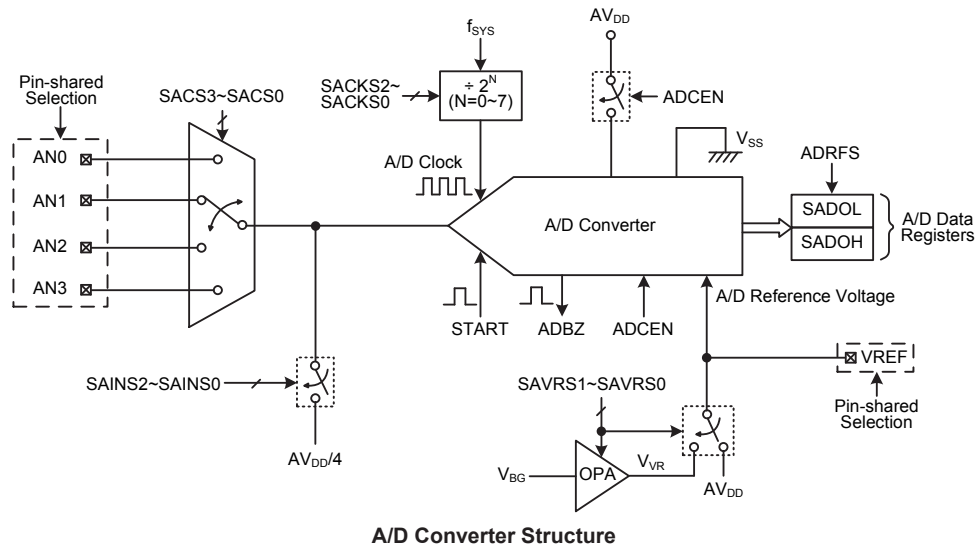 f_SYS
AV_DD
Pin-shared
Selection
SACS3~SACS0
SACKS2~
SACKS0
÷ 2^N
(N=0~7)
ADCEN
V_SS
AN0
AN1
AN2
AN3
A/D Clock
ADRFS
A/D Converter
SADOL
SADOH
A/D Data
Registers
START
ADBZ
ADCEN
A/D Reference Voltage
SAINS2~SAINS0
AV_DD/4
SAVRS1~SAVRS0
VREF
Pin-shared
Selection
V_BG
OPA
V_VR
AV_DD
A/D Converter Structure